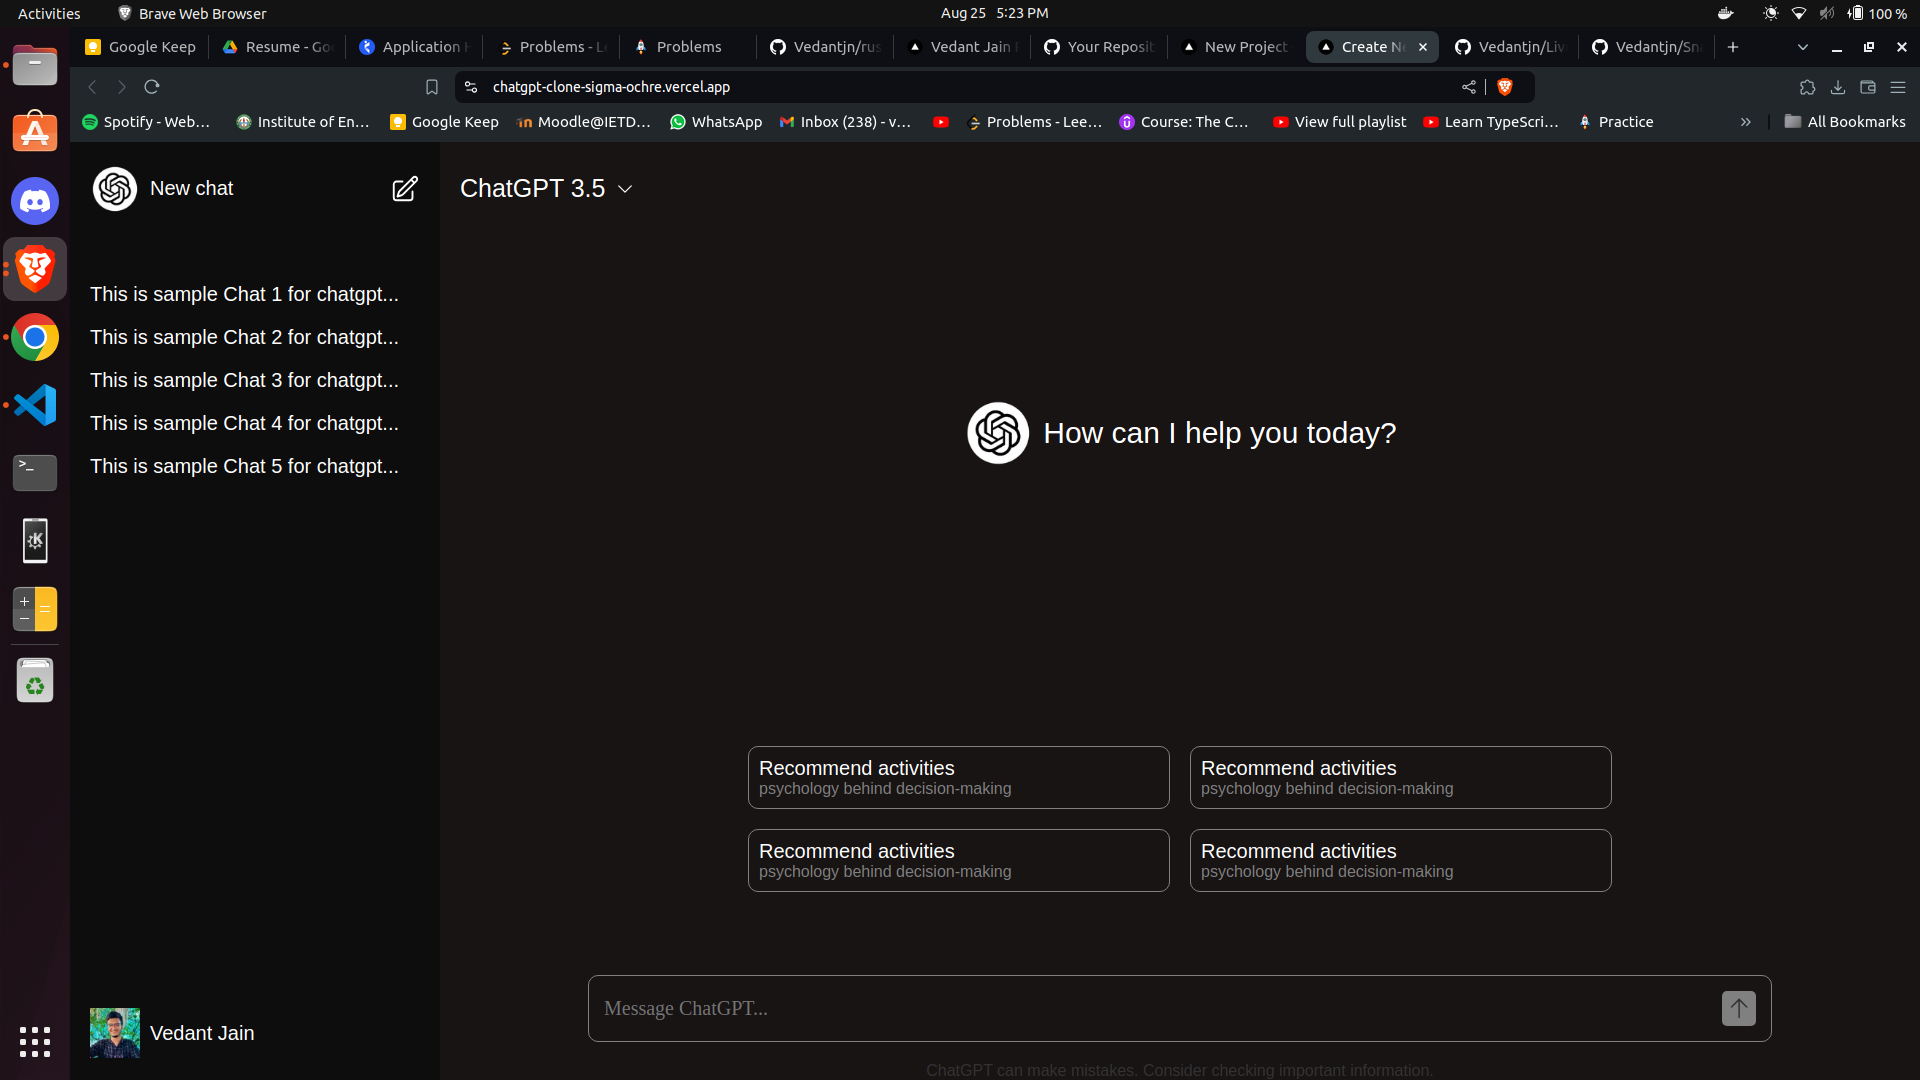 Activities
Brave Web Browser
Aug 25 5:23 PM
100 %
Google Keep
Resume - Go
Application
Problems - L
Problems
Vedantjn/rus
Vedant Jain
Your Reposit
New Project
Create N
Vedantjn/Liv
Vedantjn/Sn
chatgpt-clone-sigma-ochre.vercel.app
Spotify - Web...
Institute of En...
Google Keep
Moodle@IETD...
WhatsApp
Inbox (238) - v...
Problems - Lee...
Course: The C...
View full playlist
Learn TypeScri...
Practice
»
All Bookmarks
New chat
ChatGPT 3.5
This is sample Chat 1 for chatgpt...
This is sample Chat 2 for chatgpt...
This is sample Chat 3 for chatgpt...
This is sample Chat 4 for chatgpt...
This is sample Chat 5 for chatgpt...
How can I help you today?
Recommend activities
psychology behind decision-making
Recommend activities
psychology behind decision-making
Recommend activities
psychology behind decision-making
Recommend activities
psychology behind decision-making
Message ChatGPT...
Vedant Jain
ChatGPT can make mistakes. Consider checking important information.